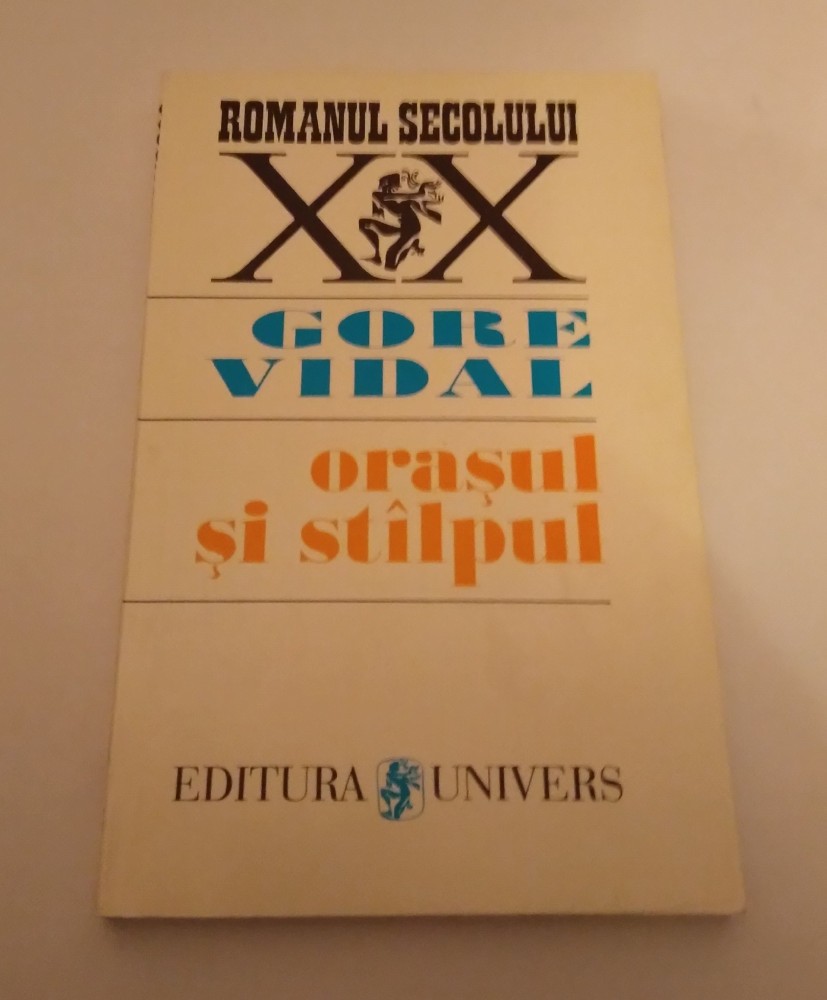 ROMANUL SECOLULUI
XX
GORE
VIDAL
orașul
și stîlpul
EDITURA UNIVERS